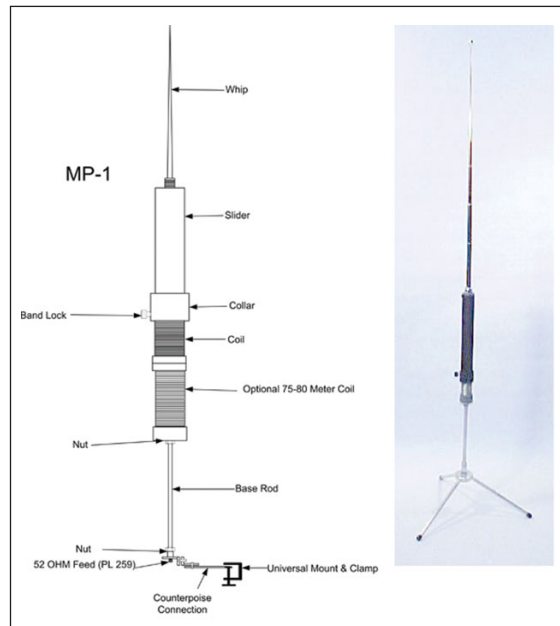 Whip
MP-1
Slider
Collar
Band Lock
Coil
Optional 75-80 Meter Coil
Nut
Base Rod
Nut
52 OHM Feed (PL 259)
Universal Mount & Clamp
Counterpoise
Connection